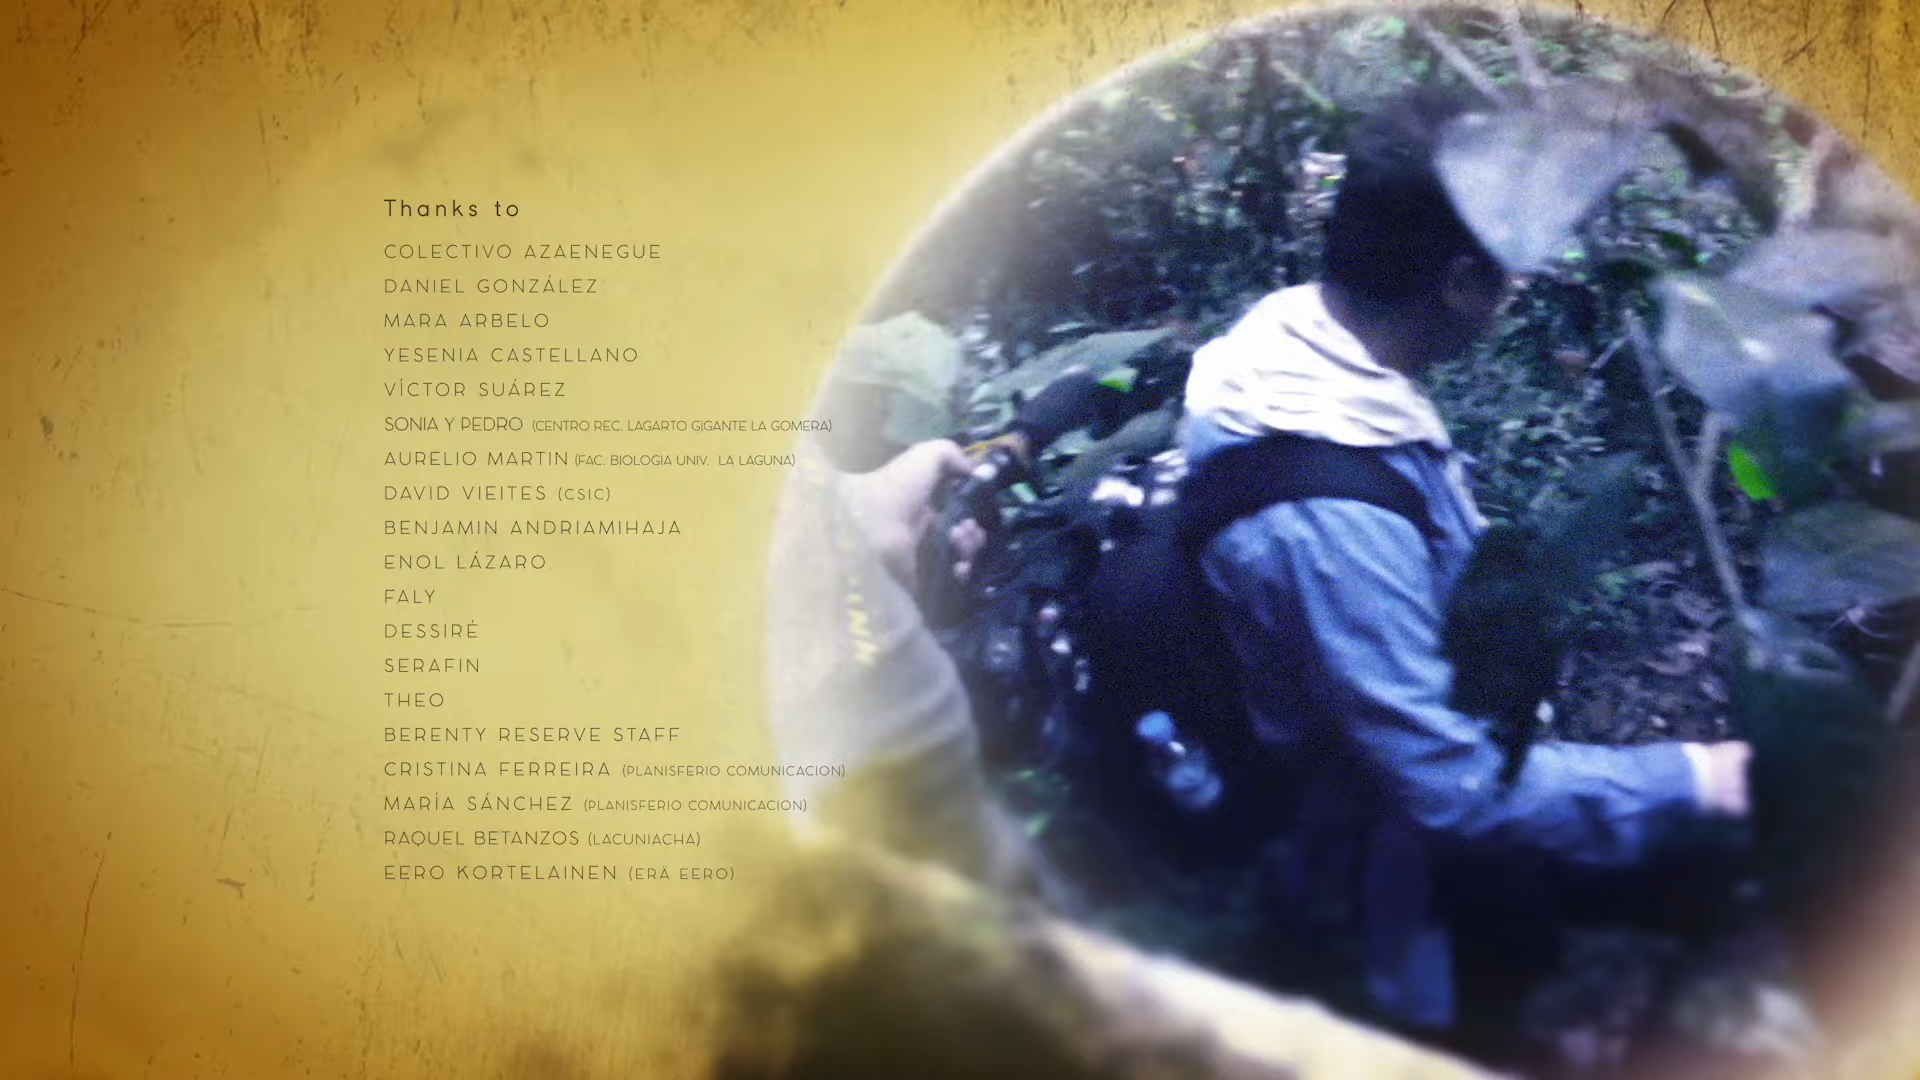 Thanks to
COLECTIVO AZAENEGUE
DANIEL GONZÁLEZ
MARA ARBELO
YESENIA CASTELLANO
VÍCTOR SUÁREZ
SONIA Y PEDRO (CENTRO REC. LAGARTO GIGANTE LA GOMERA)
AURELIO MARTIN (FAC. BIOLOGIA UNIV. LA LAGUNA)
DAVID VIEITES (CSIC)
BENJAMIN ANDRIAMIHAJA
ENOL LÁZARO
FALY
DESSIRÉ
SERAFIN
THEO
BERENTY RESERVE STAFF
CRISTINA FERREIRA (PLANISFERIO COMUNICACION)
MARÍA SÁNCHEZ (PLANISFERIO COMUNICACION)
RAQUEL BETANZOS (LACUNIACHA)
EERO KORTELAINEN (ERÄ EERO)